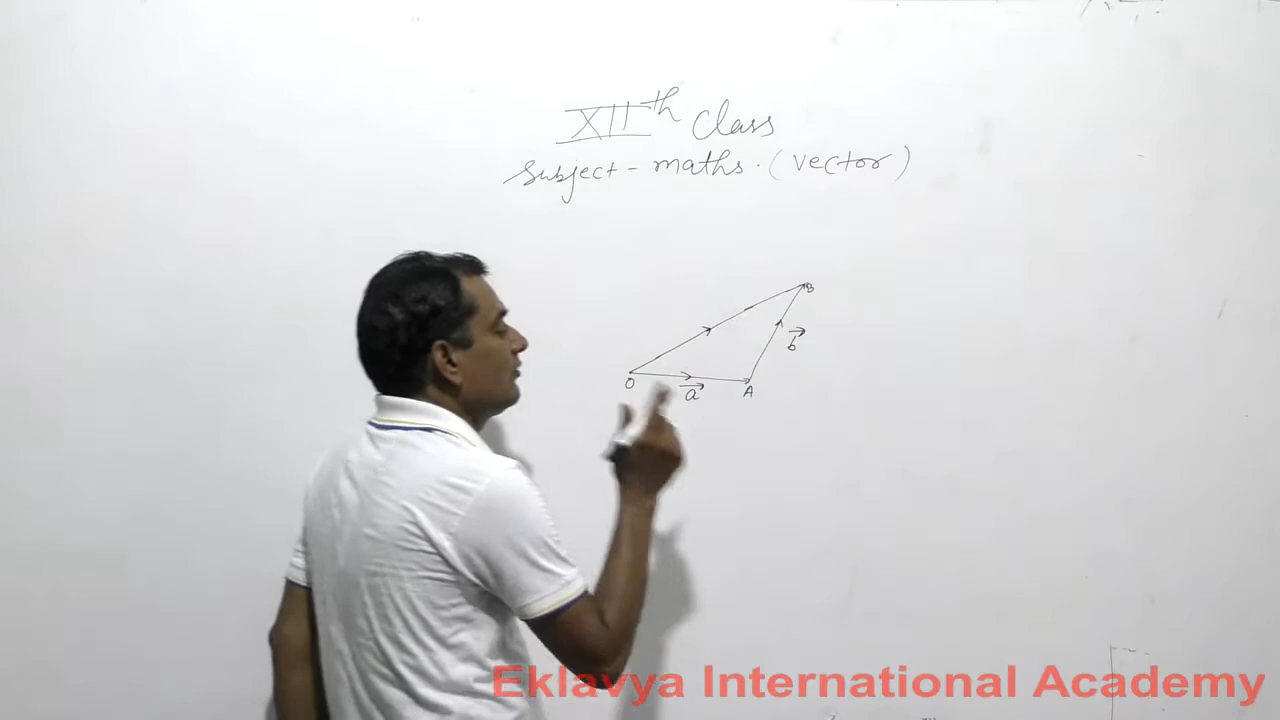 XIIth class
Subject - maths. (vector)
B
b
O
a
A
Eklavya International Academy